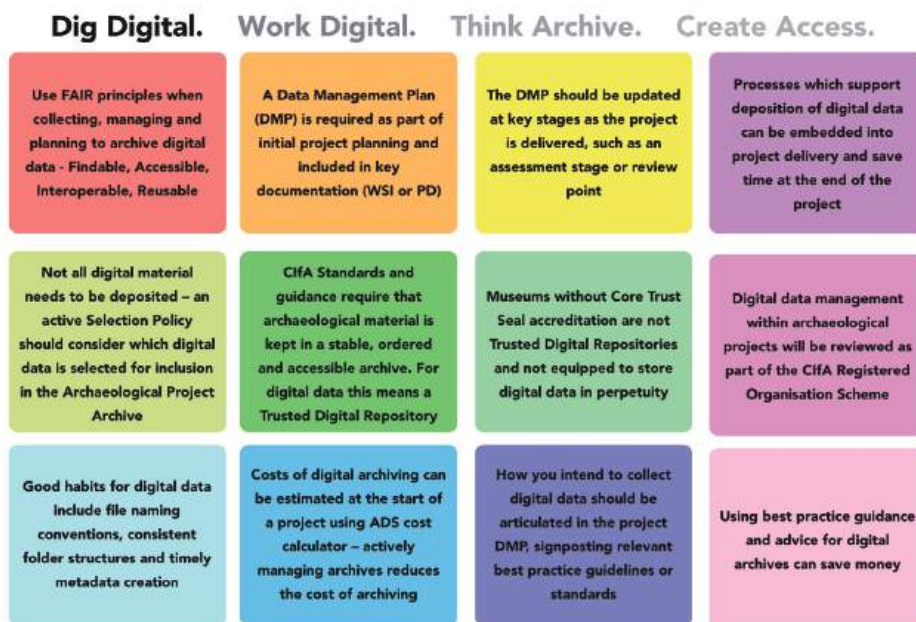 Dig Digital. Work Digital. Think Archive. Create Access.
Use FAIR principles when
collecting, managing and
planning to archive digital
data - Findable, Accessible,
Interoperable, Reusable
A Data Management Plan
(DMP) is required as part of
initial project planning and
included in key
documentation (WSI or PD)
The DMP should be updated
at key stages as the project
is delivered, such as an
assessment stage or review
point
Processes which support
deposition of digital data
can be embedded into
project delivery and save
time at the end of the
project
Not all digital material
needs to be deposited – an
active Selection Policy
should consider which digital
data is selected for inclusion
in the Archaeological Project
Archive
CIfA Standards and
guidance require that
archaeological material is
kept in a stable, ordered
and accessible archive. For
digital data this means a
Trusted Digital Repository
Museums without Core Trust
Seal accreditation are not
Trusted Digital Repositories
and not equipped to store
digital data in perpetuity
Digital data management
within archaeological
projects will be reviewed as
part of the CIfA Registered
Organisation Scheme
Good habits for digital data
include file naming
conventions, consistent
folder structures and timely
metadata creation
Costs of digital archiving can
be estimated at the start of
a project using ADS cost
calculator – actively
managing archives reduces
the cost of archiving
How you intend to collect
digital data should be
articulated in the project
DMP, signposting relevant
best practice guidelines or
standards
Using best practice guidance
and advice for digital
archives can save money